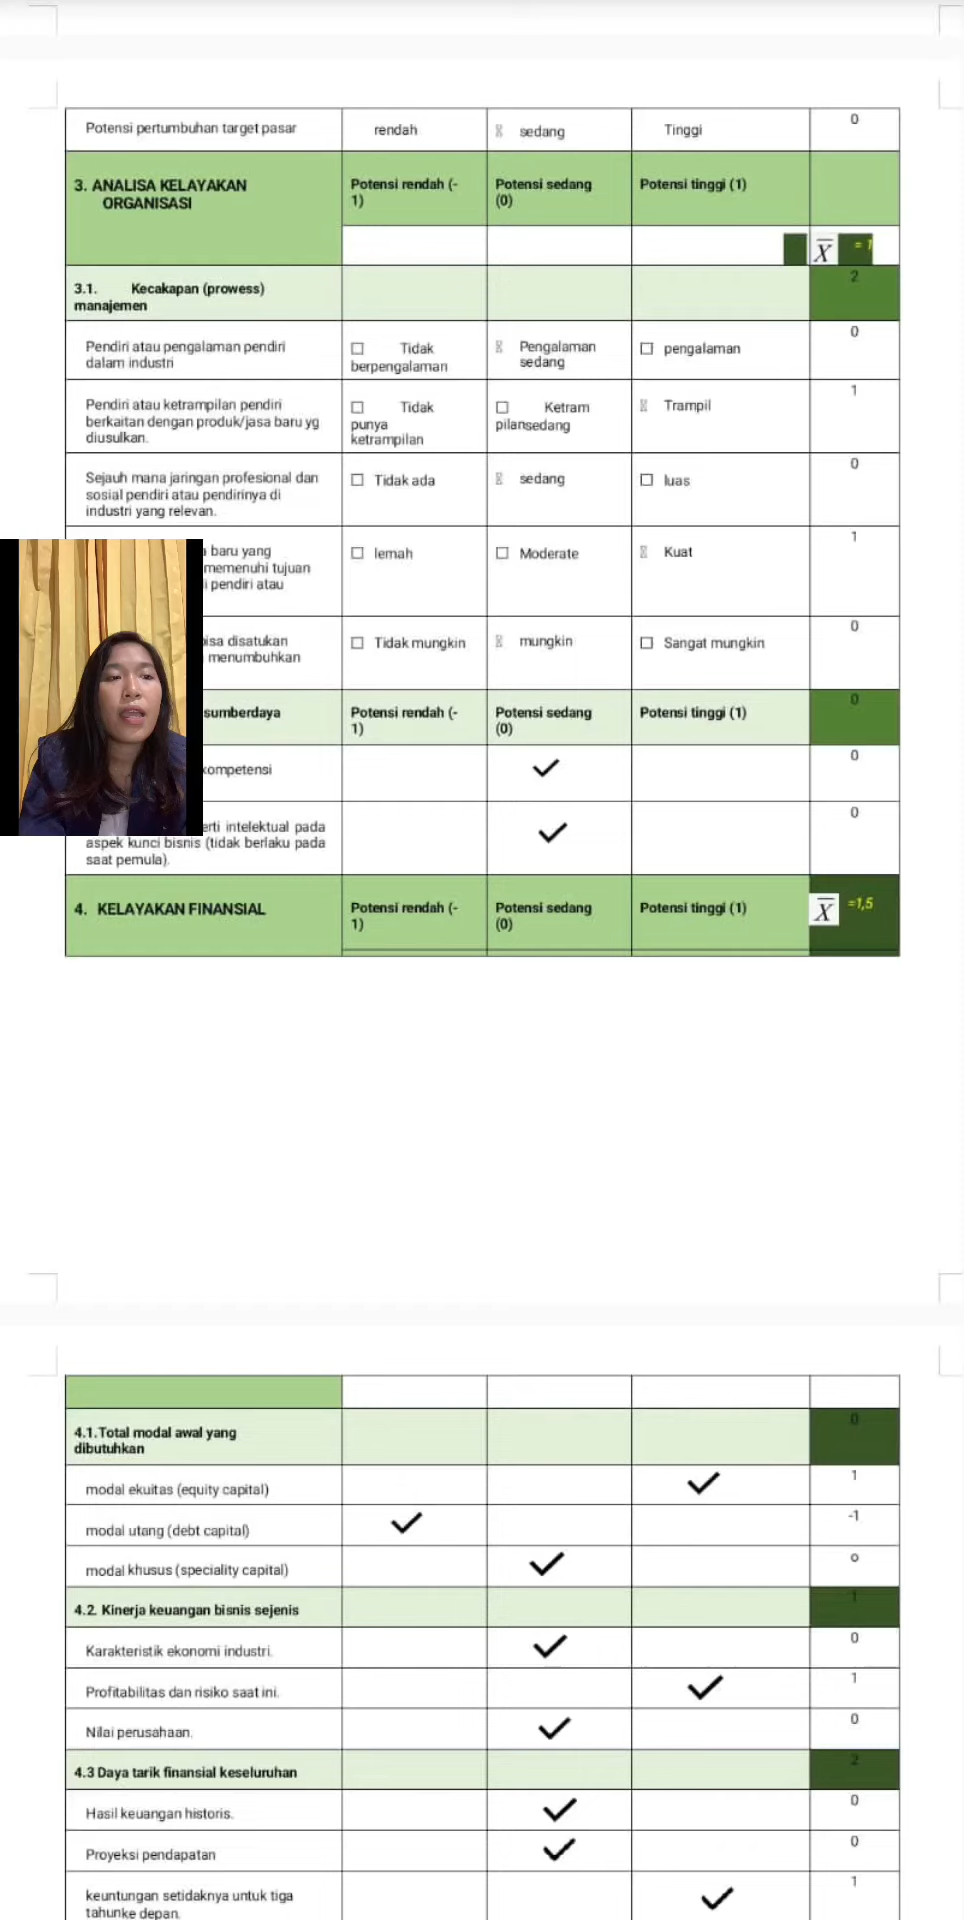 Potensi pertumbuhan target pasar rendah sedang Tinggi 0
3. ANALISA KELAYAKAN ORGANISASI Potensi rendah (-1) Potensi sedang (0) Potensi tinggi (1)
X = 1
3.1. Kecakapan (prowess) manajemen 2
Pendiri atau pengalaman pendiri dalam industri Tidak berpengalaman Pengalaman sedang pengalaman 0
Pendiri atau ketrampilan pendiri berkaitan dengan produk/jasa baru yg diusulkan. Tidak punya ketrampilan Ketram pilansedang Trampil 1
Sejauh mana jaringan profesional dan sosial pendiri atau pendirinya di industri yang relevan. Tidak ada sedang luas 0
baru yang memenuhi tujuan pendiri atau lemah Moderate Kuat 1
disatukan menumbuhkan Tidak mungkin mungkin Sangat mungkin 0
sumberdaya Potensi rendah (-1) Potensi sedang (0) Potensi tinggi (1) 0
kompetensi 0
intelektual pada aspek kunci bisnis (tidak berlaku pada saat pemula). 0
4. KELAYAKAN FINANSIAL Potensi rendah (-1) Potensi sedang (0) Potensi tinggi (1) X =1,5
4.1.Total modal awal yang dibutuhkan 0
modal ekuitas (equity capital) 1
modal utang (debt capital) -1
modal khusus (speciality capital) o
4.2. Kinerja keuangan bisnis sejenis 1
Karakteristik ekonomi industri. 0
Profitabilitas dan risiko saat ini. 1
Nilai perusahaan. 0
4.3 Daya tarik finansial keseluruhan 2
Hasil keuangan historis. 0
Proyeksi pendapatan 0
keuntungan setidaknya untuk tiga tahunke depan. 1